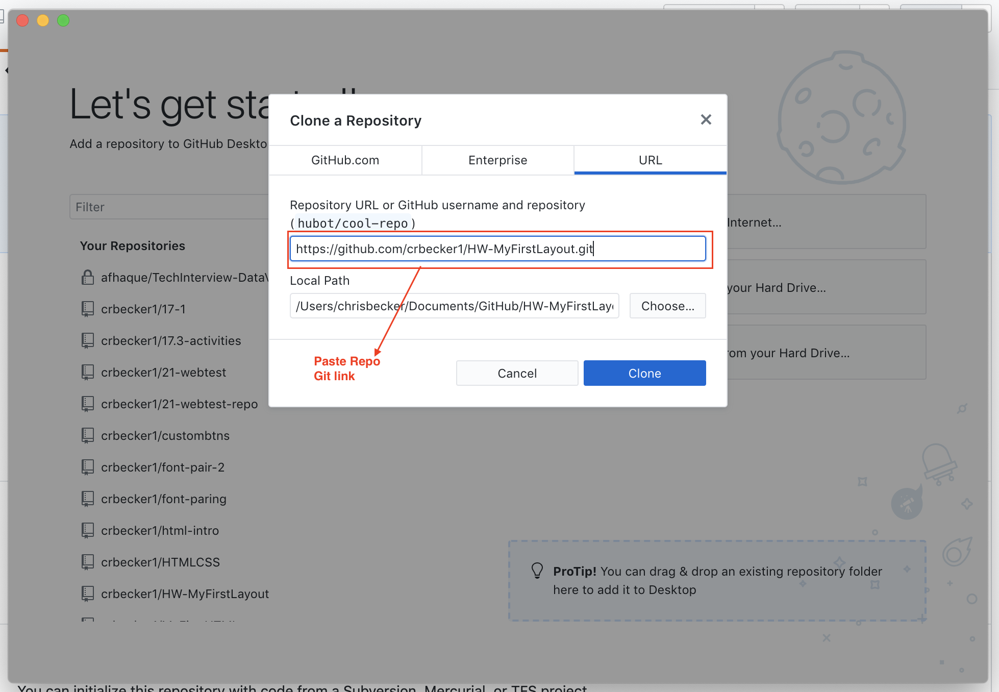 Let's get sta
Add a repository to GitHub Deskto
Filter
Your Repositories
afhaque/TechInterview-Data
crbecker1/17-1
crbecker1/17.3-activities
crbecker1/21-webtest
crbecker1/21-webtest-repo
crbecker1/custombtns
crbecker1/font-pair-2
crbecker1/font-paring
crbecker1/html-intro
crbecker1/HTMLCSS
crbecker1/HW-MyFirstLayout
Clone a Repository
GitHub.com
Enterprise
URL
Repository URL or GitHub username and repository
(hubot/cool-repo)
https://github.com/crbecker1/HW-MyFirstLayout.git
Local Path
/Users/chrisbecker/Documents/GitHub/HW-MyFirstLay
Choose...
Paste Repo
Git link
Cancel
Clone
Internet...
your Hard Drive...
om your Hard Drive...
ProTip! You can drag & drop an existing repository folder
here to add it to Desktop
You can initialize this repository with code from a Subversion, Mercurial, or TFS project.